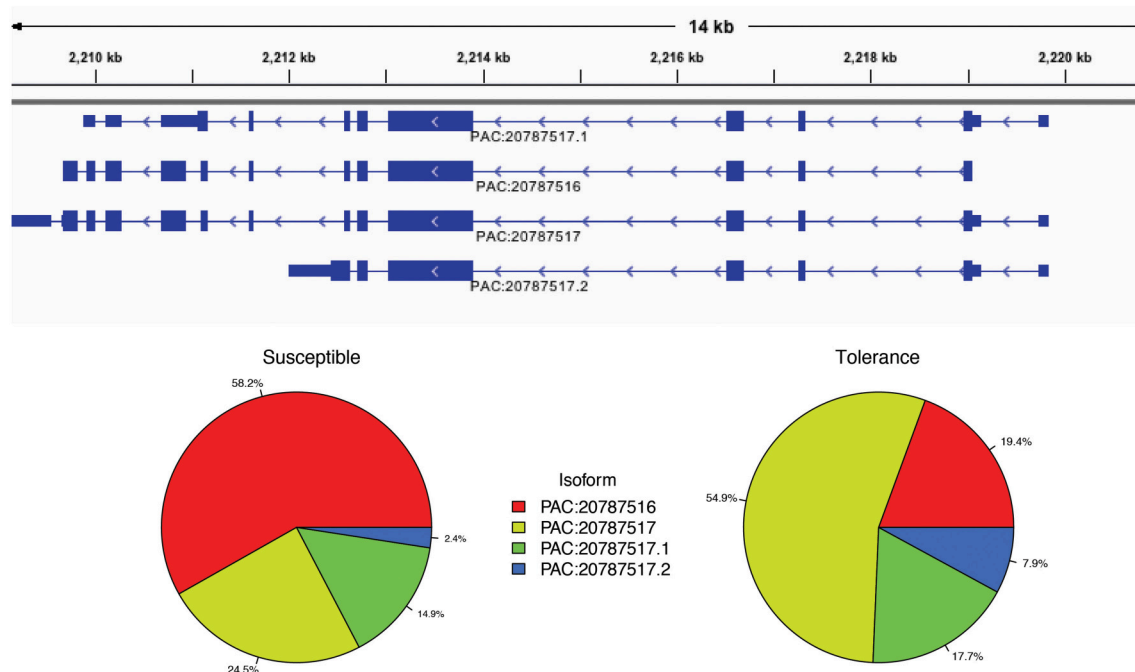 14 kb
2,210 kb 2,212 kb 2,214 kb 2,216 kb 2,218 kb 2,220 kb
PAC:20787517.1
PAC:20787516
PAC:20787517
PAC:20787517.2
Susceptible Tolerance
58.2%
19.4%
54.9%
Isoform
PAC:20787516
PAC:20787517
PAC:20787517.1
PAC:20787517.2
2.4%
7.9%
14.9%
17.7%
24.5%